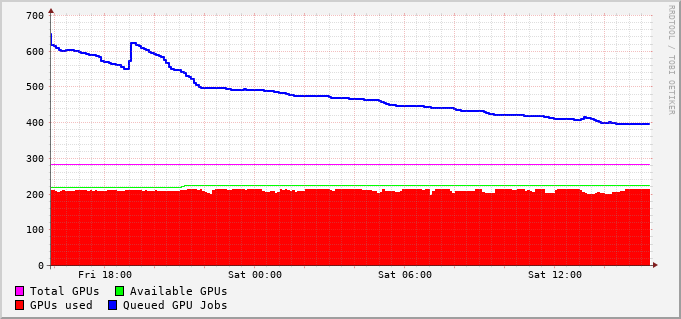 700
600
500
400
300
200
100
0
Fri 18:00 Sat 00:00 Sat 06:00 Sat 12:00
Total GPUs Available GPUs
GPUs used Queued GPU Jobs
RRDTOOL / TOBI OETIKER